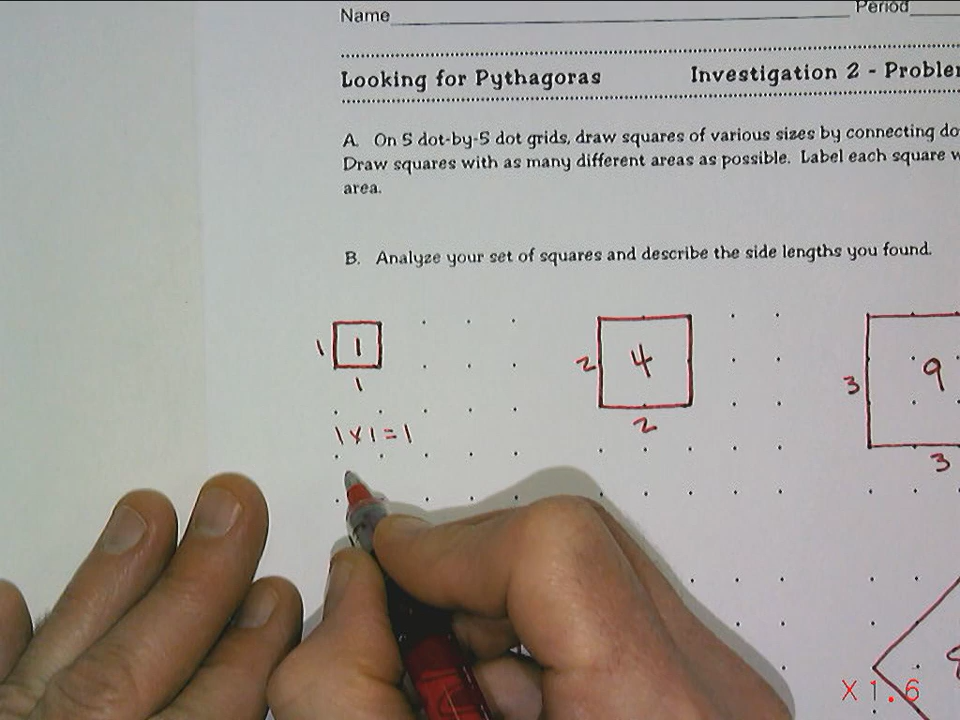 Name Period
Looking for Pythagoras Investigation 2 -
A. On 5 dot-by-5 dot grids, draw squares of various sizes by connecting
Draw squares with as many different areas as possible. Label each square
area.
B. Analyze your set of squares and describe the side lengths you found.
1 1 2 4 3 9
1 2 3
1x1=1
X1.6